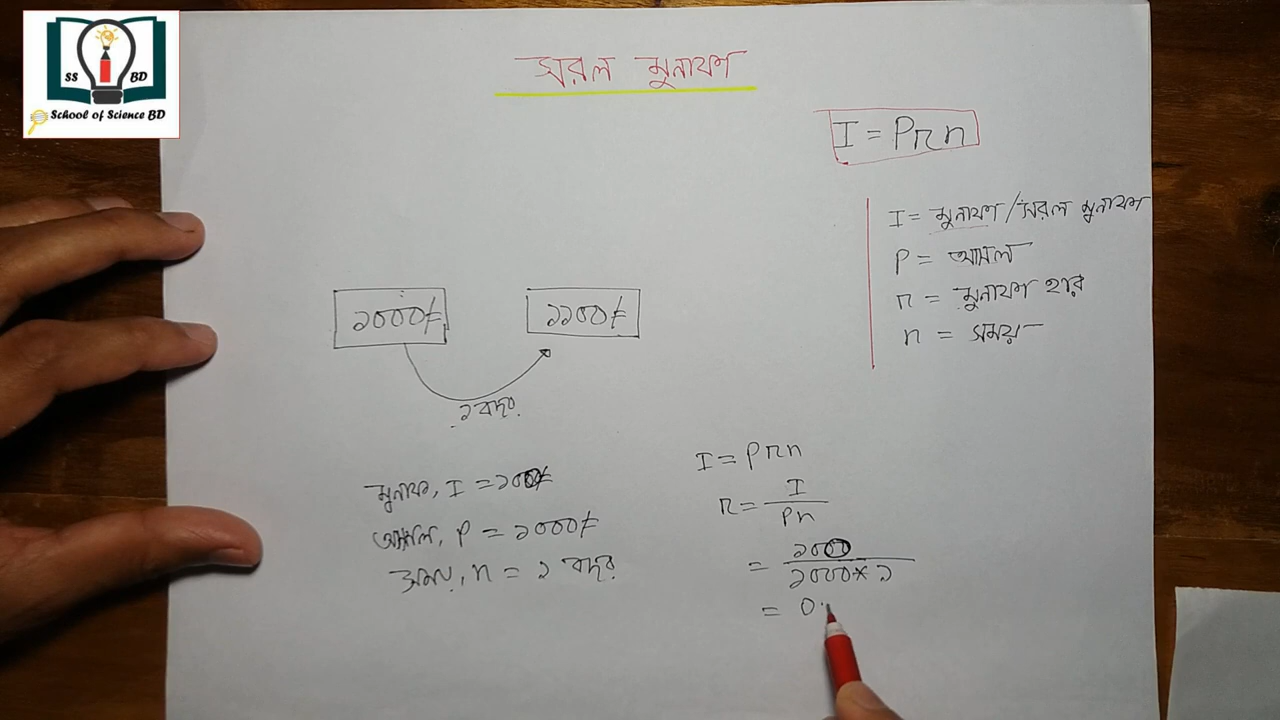 SS BD
School of Science BD
সরল মুনাফা
I = Prn
I = মুনাফা/সরল মুনাফা
P = আসল
r = মুনাফা হার
n = সময়
১০০০৳
১১০০৳
১ বছর
মুনাফা, I = ১০০৳
আসল, P = ১০০০৳
সময়, n = ১ বছর
I = Prn
r = I / Pn
= ১০০ / ১০০০ * ১
= ০.